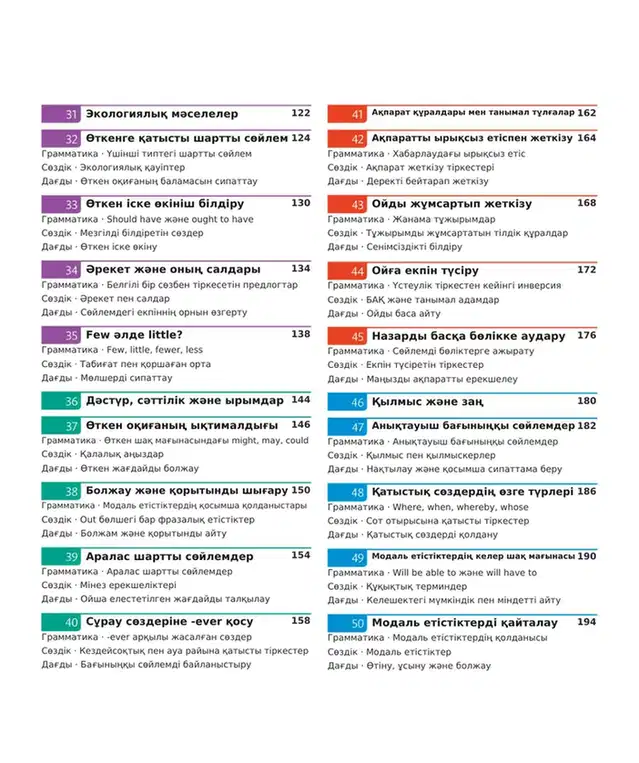 31 Экологиялық мәселелер 122
32 Өткенге қатысты шартты сөйлем 124
Грамматика · Үшінші типтегі шартты сөйлем
Сөздік · Экологиялық қауіптер
Дағды · Өткен оқиғаның баламасын сипаттау
33 Өткен іске өкініш білдіру 130
Грамматика · Should have және ought to have
Сөздік · Мезгілді білдіретін сөздер
Дағды · Өткен іске өкіну
34 Әрекет және оның салдары 134
Грамматика · Белгілі бір сөзбен тіркесетін предлогтар
Сөздік · Әрекет пен салдар
Дағды · Сөйлемдегі екпіннің орнын өзгерту
35 Few әлде little? 138
Грамматика · Few, little, fewer, less
Сөздік · Табиғат пен қоршаған орта
Дағды · Мөлшерді сипаттау
36 Дәстүр, сәттілік және ырымдар 144
37 Өткен оқиғаның ықтималдығы 146
Грамматика · Өткен шақ мағынасындағы might, may, could
Сөздік · Қалалық аңыздар
Дағды · Өткен жағдайды болжау
38 Болжау және қорытынды шығару 150
Грамматика · Модаль етістіктердің қосымша қолданыстары
Сөздік · Out бөлшегі бар фразалық етістіктер
Дағды · Болжам және қорытынды айту
39 Аралас шартты сөйлемдер 154
Грамматика · Аралас шартты сөйлемдер
Сөздік · Мінез ерекшеліктері
Дағды · Ойша елестетілген жағдайды талқылау
40 Сұрау сөздеріне -ever қосу 158
Грамматика · -ever арқылы жасалған сөздер
Сөздік · Кездейсоқтық пен ауа райына қатысты тіркестер
Дағды · Бағыныңқы сөйлемді байланыстыру
41 Ақпарат құралдары мен танымал тұлғалар 162
42 Ақпаратты ырықсыз етіспен жеткізу 164
Грамматика · Хабарлаудағы ырықсыз етіс
Сөздік · Ақпарат жеткізу тіркестері
Дағды · Деректі бейтарап жеткізу
43 Ойды жұмсартып жеткізу 168
Грамматика · Жанама тұжырымдар
Сөздік · Тұжырымды жұмсартатын тілдік құралдар
Дағды · Сенімсіздікті білдіру
44 Ойға екпін түсіру 172
Грамматика · Үстеулік тіркестен кейінгі инверсия
Сөздік · БАҚ және танымал адамдар
Дағды · Ойды баса айту
45 Назарды басқа бөлікке аудару 176
Грамматика · Сөйлемді бөліктерге ажырату
Сөздік · Екпін түсіретін тіркестер
Дағды · Маңызды ақпаратты ерекшелеу
46 Қылмыс және заң 180
47 Анықтауыш бағыныңқы сөйлемдер 182
Грамматика · Анықтауыш бағыныңқы сөйлемдер
Сөздік · Қылмыс пен қылмыскерлер
Дағды · Нақтылау және қосымша сипаттама беру
48 Қатыстық сөздердің өзге түрлері 186
Грамматика · Where, when, whereby, whose
Сөздік · Сот отырысына қатысты тіркестер
Дағды · Қатыстық сөздерді қолдану
49 Модаль етістіктердің келер шақ мағынасы 190
Грамматика · Will be able to және will have to
Сөздік · Құқықтық терминдер
Дағды · Келешектегі мүмкіндік пен міндетті айту
50 Модаль етістіктерді қайталау 194
Грамматика · Модаль етістіктердің қолданысы
Сөздік · Модаль етістіктер
Дағды · Өтіну, ұсыну және болжау